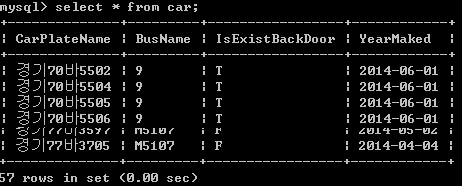 mysql> select * from car;
+--------------+---------+-----------------+------------+
| CarPlateName | BusName | IsExistBackDoor | YearMaked |
+--------------+---------+-----------------+------------+
| 경기70바5502 | 9 | T | 2014-06-01 |
| 경기70바5504 | 9 | T | 2014-06-01 |
| 경기70바5505 | 9 | T | 2014-06-01 |
| 경기70바5506 | 9 | T | 2014-06-01 |
| 경기77바3597 | M5107 | F | 2014-05-02 |
| 경기77바3705 | M5107 | F | 2014-04-04 |
+--------------+---------+-----------------+------------+
57 rows in set (0.00 sec)